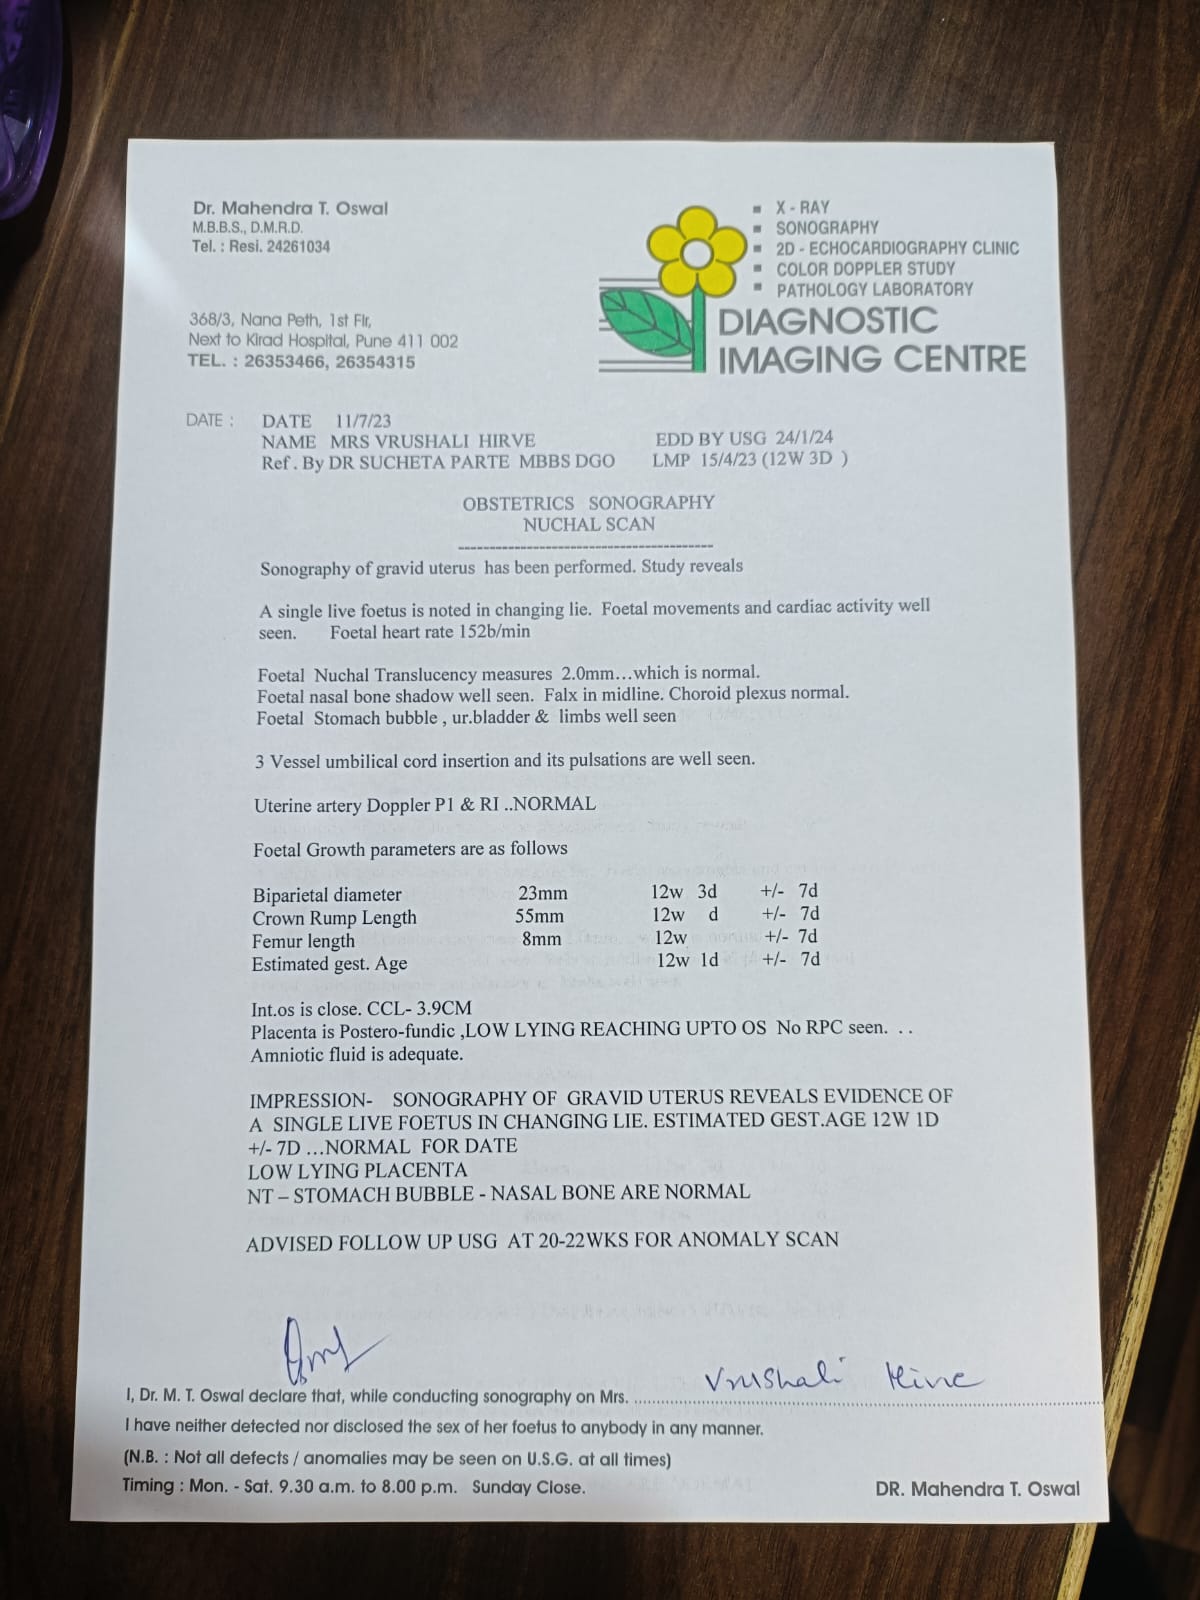 Dr. Mahendra T. Oswal
M.B.B.S., D.M.R.D.
Tel. : Resi. 24261034
368/3, Nana Peth, 1st Flr,
Next to Kirad Hospital, Pune 411 002
TEL. : 26353466, 26354315
X - RAY
SONOGRAPHY
2D - ECHOCARDIOGRAPHY CLINIC
COLOR DOPPLER STUDY
PATHOLOGY LABORATORY
DIAGNOSTIC
IMAGING CENTRE
DATE : DATE 11/7/23
NAME MRS VRUSHALI HIRVE EDD BY USG 24/1/24
Ref. By DR SUCHETA PARTE MBBS DGO LMP 15/4/23 (12W 3D )
OBSTETRICS SONOGRAPHY
NUCHAL SCAN
Sonography of gravid uterus has been performed. Study reveals
A single live foetus is noted in changing lie. Foetal movements and cardiac activity well
seen. Foetal heart rate 152b/min
Foetal Nuchal Translucency measures 2.0mm...which is normal.
Foetal nasal bone shadow well seen. Falx in midline. Choroid plexus normal.
Foetal Stomach bubble , ur.bladder & limbs well seen
3 Vessel umbilical cord insertion and its pulsations are well seen.
Uterine artery Doppler P1 & RI ..NORMAL
Foetal Growth parameters are as follows
Biparietal diameter 23mm 12w 3d +/- 7d
Crown Rump Length 55mm 12w d +/- 7d
Femur length 8mm 12w +/- 7d
Estimated gest. Age 12w 1d +/- 7d
Int.os is close. CCL- 3.9CM
Placenta is Postero-fundic ,LOW LYING REACHING UPTO OS No RPC seen. . .
Amniotic fluid is adequate.
IMPRESSION- SONOGRAPHY OF GRAVID UTERUS REVEALS EVIDENCE OF
A SINGLE LIVE FOETUS IN CHANGING LIE. ESTIMATED GEST.AGE 12W 1D
+/- 7D ...NORMAL FOR DATE
LOW LYING PLACENTA
NT – STOMACH BUBBLE - NASAL BONE ARE NORMAL
ADVISED FOLLOW UP USG AT 20-22WKS FOR ANOMALY SCAN
I, Dr. M. T. Oswal declare that, while conducting sonography on Mrs. Vrushali Hirve
I have neither detected nor disclosed the sex of her foetus to anybody in any manner.
(N.B. : Not all defects / anomalies may be seen on U.S.G. at all times)
Timing : Mon. - Sat. 9.30 a.m. to 8.00 p.m. Sunday Close. DR. Mahendra T. Oswal